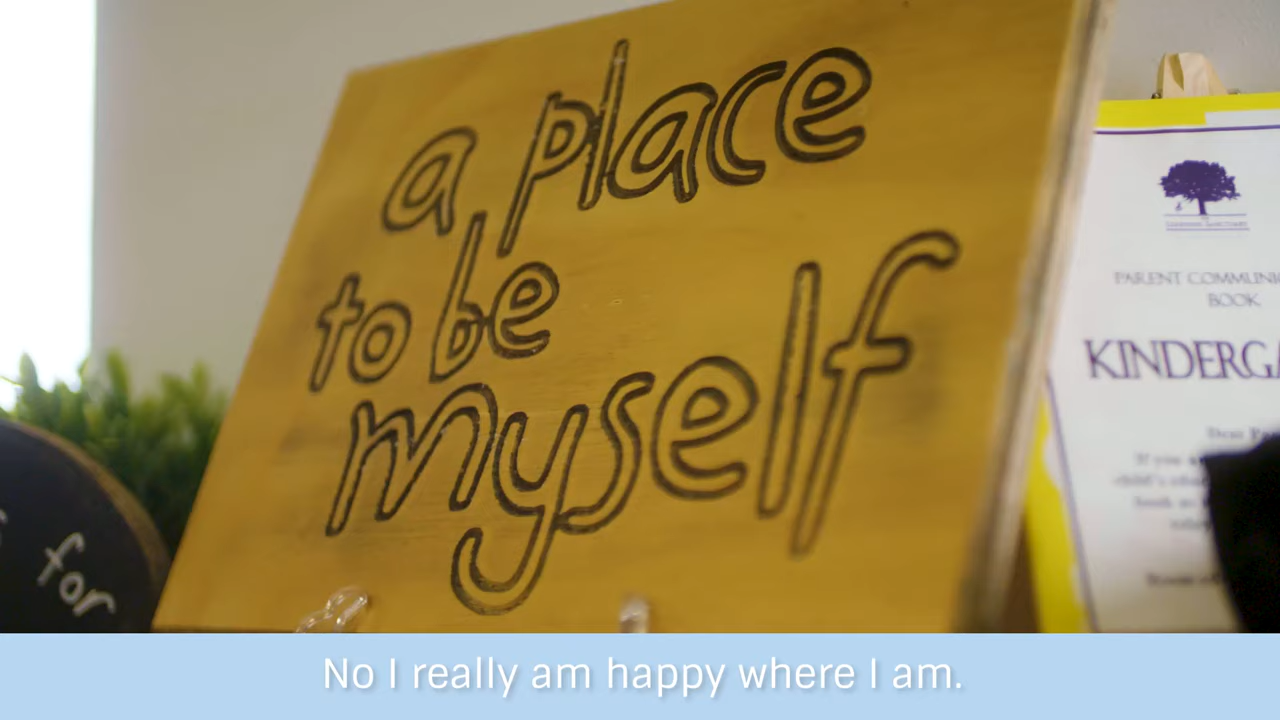 a place
to be
myself
for
PARENT COMMUNI
BOOK
KINDERGA
No I really am happy where I am.